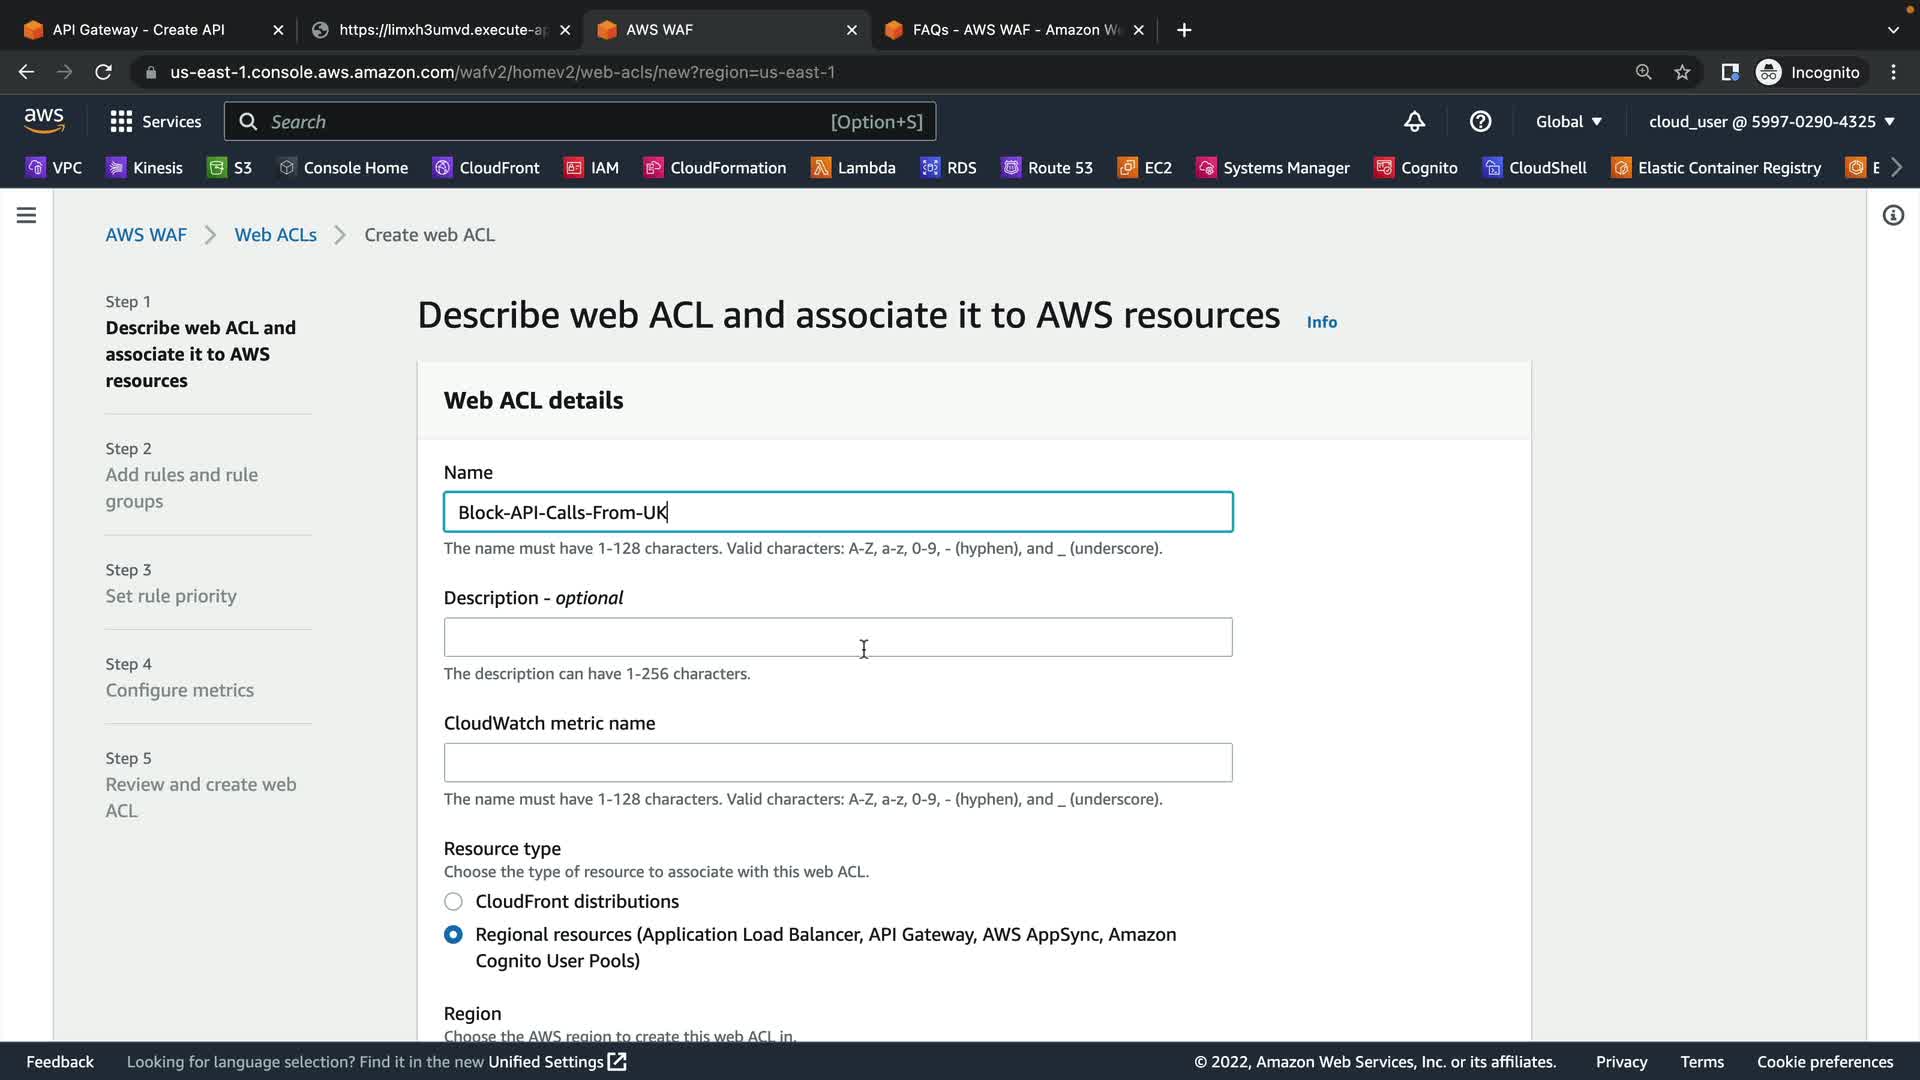 API Gateway - Create API
https://limxh3umvd.execute-ap
AWS WAF
FAQs - AWS WAF - Amazon We
us-east-1.console.aws.amazon.com/wafv2/homev2/web-acls/new?region=us-east-1
Incognito
aws
Services
Search
[Option+S]
Global
cloud_user @ 5997-0290-4325
VPC
Kinesis
S3
Console Home
CloudFront
IAM
CloudFormation
Lambda
RDS
Route 53
EC2
Systems Manager
Cognito
CloudShell
Elastic Container Registry
E
AWS WAF
Web ACLs
Create web ACL
Step 1
Describe web ACL and
associate it to AWS
resources
Step 2
Add rules and rule
groups
Step 3
Set rule priority
Step 4
Configure metrics
Step 5
Review and create web
ACL
Describe web ACL and associate it to AWS resources
Info
Web ACL details
Name
Block-API-Calls-From-UK
The name must have 1-128 characters. Valid characters: A-Z, a-z, 0-9, - (hyphen), and _ (underscore).
Description - optional
The description can have 1-256 characters.
CloudWatch metric name
The name must have 1-128 characters. Valid characters: A-Z, a-z, 0-9, - (hyphen), and _ (underscore).
Resource type
Choose the type of resource to associate with this web ACL.
CloudFront distributions
Regional resources (Application Load Balancer, API Gateway, AWS AppSync, Amazon
Cognito User Pools)
Region
Choose the AWS region to create this web ACL in.
Feedback
Looking for language selection? Find it in the new Unified Settings
© 2022, Amazon Web Services, Inc. or its affiliates.
Privacy
Terms
Cookie preferences